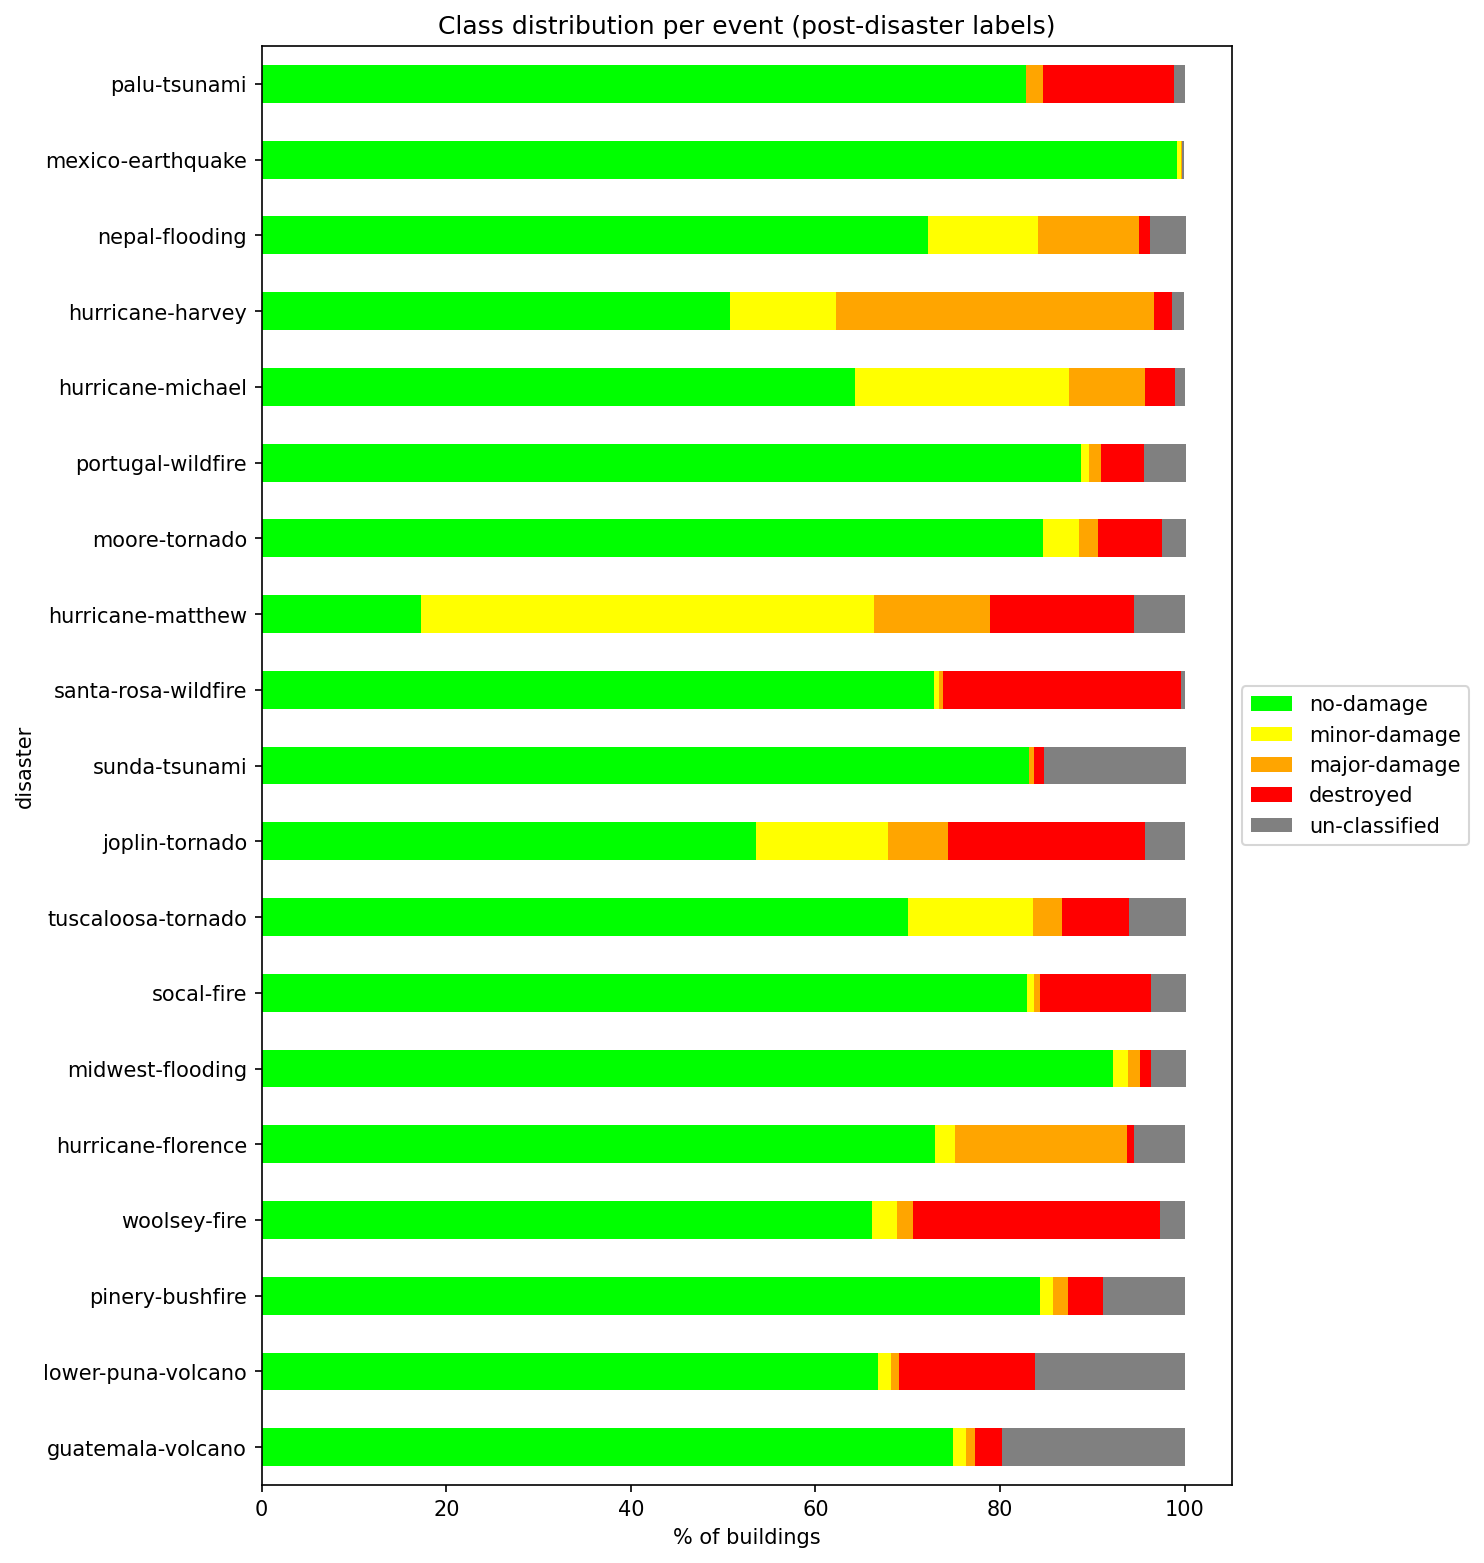 Class distribution per event (post-disaster labels)
palu-tsunami
mexico-earthquake
nepal-flooding
hurricane-harvey
hurricane-michael
portugal-wildfire
moore-tornado
hurricane-matthew
santa-rosa-wildfire
sunda-tsunami
joplin-tornado
tuscaloosa-tornado
socal-fire
midwest-flooding
hurricane-florence
woolsey-fire
pinery-bushfire
lower-puna-volcano
guatemala-volcano
disaster
0 20 40 60 80 100
% of buildings
no-damage
minor-damage
major-damage
destroyed
un-classified